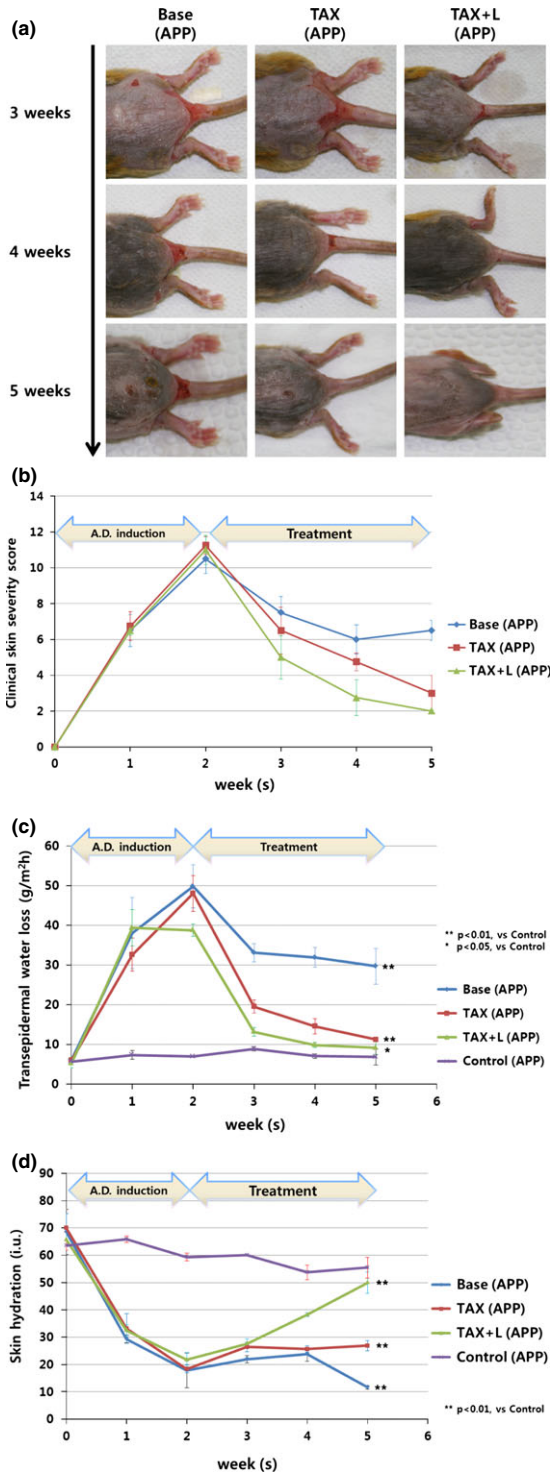 (a)
Base (APP)
TAX (APP)
TAX+L (APP)
3 weeks
4 weeks
5 weeks
(b)
14
12
10
8
6
4
2
0
Clinical skin severity score
A.D. induction
Treatment
Base (APP)
TAX (APP)
TAX+L (APP)
0 1 2 3 4 5
week (s)
(c)
60
50
40
30
20
10
0
Transepidermal water loss (g/m²h)
A.D. induction
Treatment
** p<0.01, vs Control
* p<0.05, vs Control
**
**
*
Base (APP)
TAX (APP)
TAX+L (APP)
Control (APP)
0 1 2 3 4 5 6
week (s)
(d)
90
80
70
60
50
40
30
20
10
0
Skin hydration (i.u.)
A.D. induction
Treatment
**
**
**
Base (APP)
TAX (APP)
TAX+L (APP)
Control (APP)
** p<0.01, vs Control
0 1 2 3 4 5 6
week (s)